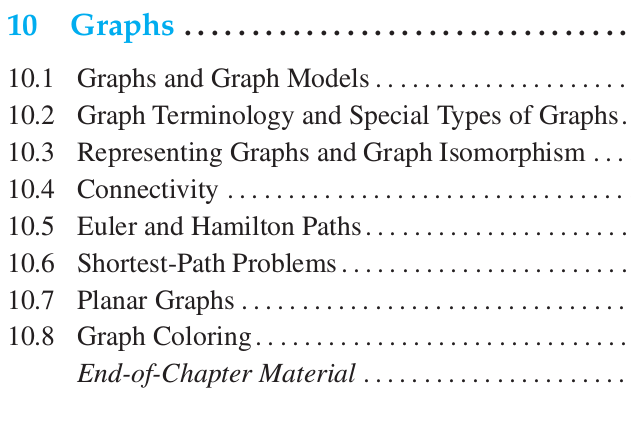 10 Graphs ..................................
10.1 Graphs and Graph Models ......................
10.2 Graph Terminology and Special Types of Graphs.
10.3 Representing Graphs and Graph Isomorphism ...
10.4 Connectivity ..................................
10.5 Euler and Hamilton Paths.......................
10.6 Shortest-Path Problems.........................
10.7 Planar Graphs .................................
10.8 Graph Coloring................................
End-of-Chapter Material .......................